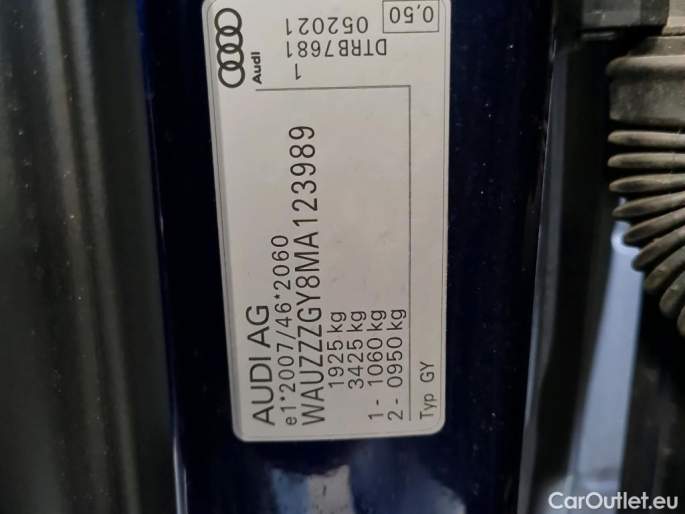 AUDI AG
e1*2007/46*2060
WAUZZZGY8MA123989
1925 kg
3425 kg
1 - 1060 kg
2 - 0950 kg
Typ GY
Audi
1
DTRB7681
052021
0,50
CarOutlet.eu